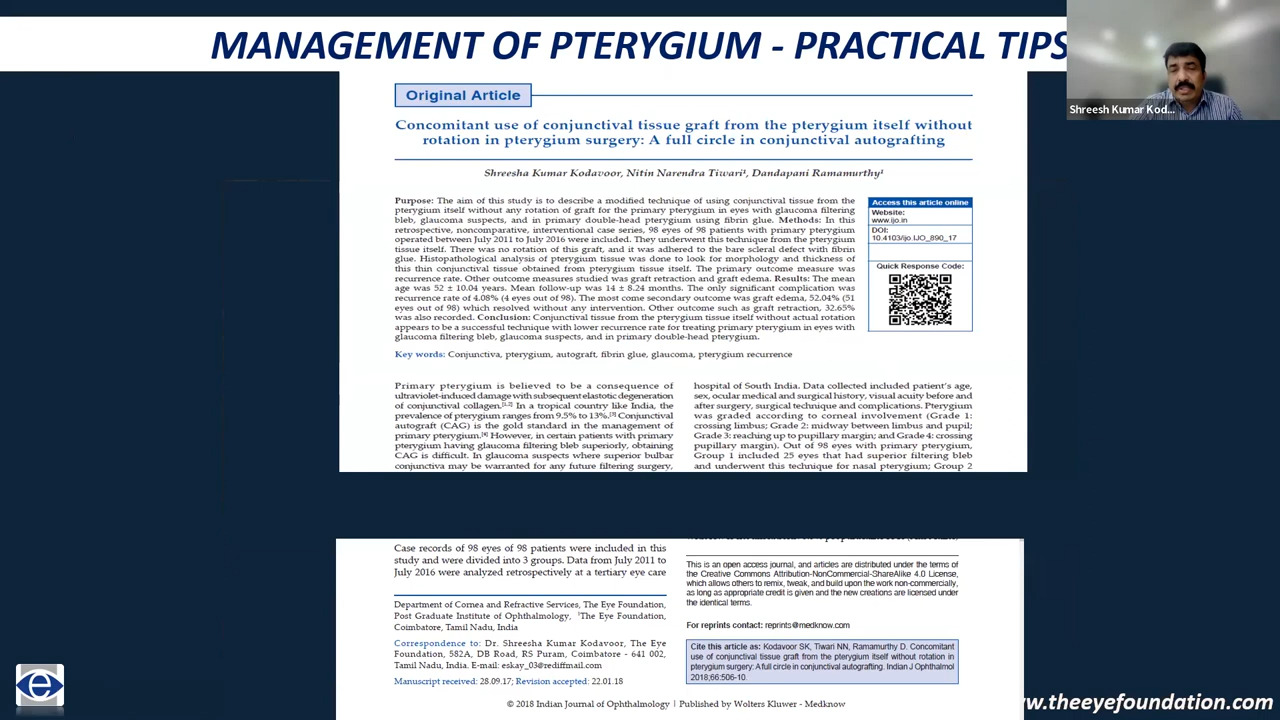 MANAGEMENT OF PTERYGIUM - PRACTICAL TIPS
Shreesh Kumar Kod...
Original Article
Concomitant use of conjunctival tissue graft from the pterygium itself without
rotation in pterygium surgery: A full circle in conjunctival autografting
Shreesha Kumar Kodavoor, Nitin Narendra Tiwari¹, Dandapani Ramamurthy¹
Purpose: The aim of this study is to describe a modified technique of using conjunctival tissue from the
pterygium itself without any rotation of graft for the primary pterygium in eyes with glaucoma filtering
bleb, glaucoma suspects, and in primary double-head pterygium using fibrin glue. Methods: In this
retrospective, noncomparative, interventional case series, 98 eyes of 98 patients with primary pterygium
operated between July 2011 to July 2016 were included. They underwent this technique from the pterygium
tissue itself. There was no rotation of this graft, and it was adhered to the bare scleral defect with fibrin
glue. Histopathological analysis of pterygium tissue was done to look for morphology and thickness of
this thin conjunctival tissue obtained from pterygium tissue itself. The primary outcome measure was
recurrence rate. Other outcome measures studied was graft retraction and graft edema. Results: The mean
age was 52 ± 10.04 years. Mean follow-up was 14 ± 8.24 months. The only significant complication was
recurrence rate of 4.08% (4 eyes out of 98). The most come secondary outcome was graft edema, 52.04% (51
eyes out of 98) which resolved without any intervention. Other outcome such as graft retraction, 32.65%
was also recorded. Conclusion: Conjunctival tissue from the pterygium tissue itself without actual rotation
appears to be a successful technique with lower recurrence rate for treating primary pterygium in eyes with
glaucoma filtering bleb, glaucoma suspects, and in primary double-head pterygium.
Key words: Conjunctiva, pterygium, autograft, fibrin glue, glaucoma, pterygium recurrence
Access this article online
Website:
www.ijo.in
DOI:
10.4103/ijo.IJO_890_17
Quick Response Code:
Primary pterygium is believed to be a consequence of
ultraviolet-induced damage with subsequent elastotic degeneration
of conjunctival collagen.[1,2] In a tropical country like India, the
prevalence of pterygium ranges from 9.5% to 13%.[3] Conjunctival
autograft (CAG) is the gold standard in the management of
primary pterygium.[4] However, in certain patients with primary
pterygium having glaucoma filtering bleb superiorly, obtaining
CAG is difficult. In glaucoma suspects where superior bulbar
conjunctiva may be warranted for any future filtering surgery,
hospital of South India. Data collected included patient's age,
sex, ocular medical and surgical history, visual acuity before and
after surgery, surgical technique and complications. Pterygium
was graded according to corneal involvement (Grade 1:
crossing limbus; Grade 2: midway between limbus and pupil;
Grade 3: reaching up to pupillary margin; and Grade 4: crossing
pupillary margin). Out of 98 eyes with primary pterygium,
Group 1 included 25 eyes that had superior filtering bleb
and underwent this technique for nasal pterygium; Group 2
Case records of 98 eyes of 98 patients were included in this
study and were divided into 3 groups. Data from July 2011 to
July 2016 were analyzed retrospectively at a tertiary eye care
Department of Cornea and Refractive Services, The Eye Foundation,
Post Graduate Institute of Ophthalmology, ¹The Eye Foundation,
Coimbatore, Tamil Nadu, India
Correspondence to: Dr. Shreesha Kumar Kodavoor, The Eye
Foundation, 582A, DB Road, RS Puram, Coimbatore - 641 002,
Tamil Nadu, India. E-mail: eskay_03@rediffmail.com
Manuscript received: 28.09.17; Revision accepted: 22.01.18
This is an open access journal, and articles are distributed under the terms of
the Creative Commons Attribution-NonCommercial-ShareAlike 4.0 License,
which allows others to remix, tweak, and build upon the work non-commercially,
as long as appropriate credit is given and the new creations are licensed under
the identical terms.
For reprints contact: reprints@medknow.com
Cite this article as: Kodavoor SK, Tiwari NN, Ramamurthy D. Concomitant
use of conjunctival tissue graft from the pterygium itself without rotation in
pterygium surgery: A full circle in conjunctival autografting. Indian J Ophthalmol
2018;66:506-10.
© 2018 Indian Journal of Ophthalmology | Published by Wolters Kluwer - Medknow
ww.theeyefoundation.com